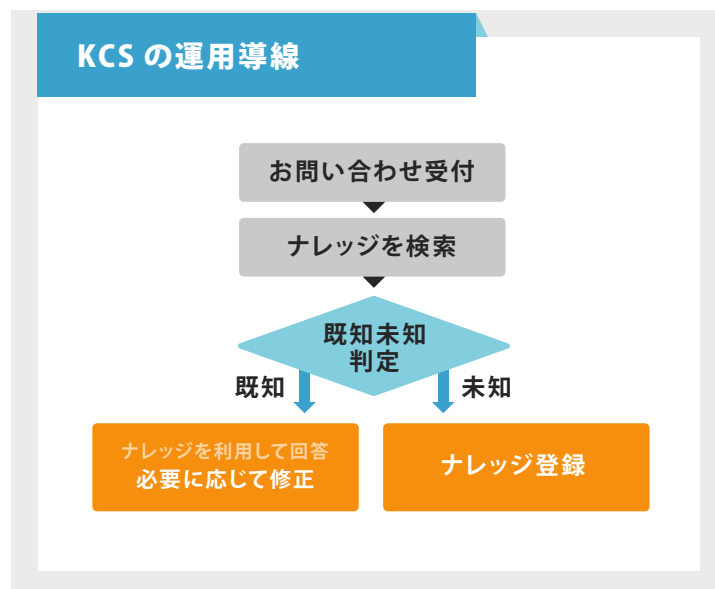 KCS の運用導線
お問い合わせ受付
ナレッジを検索
既知未知
判定
既知
未知
ナレッジを利用して回答
必要に応じて修正
ナレッジ登録